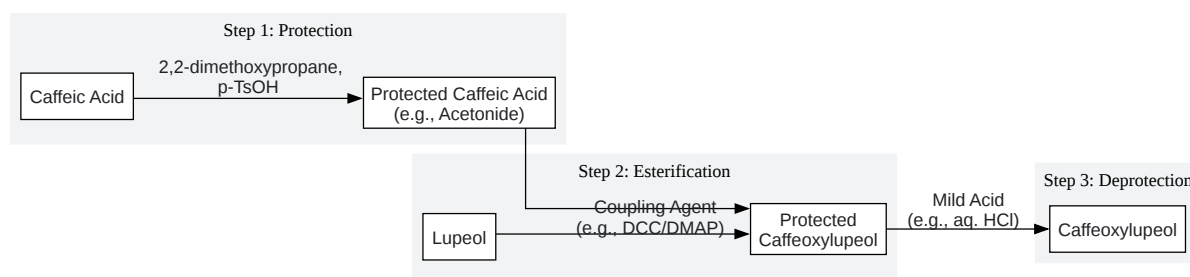 Step 1: Protection
2,2-dimethoxypropane,
p-TsOH
Caffeic Acid
Protected Caffeic Acid
(e.g., Acetonide)
Step 2: Esterification
Coupling Agent
(e.g., DCC/DMAP)
Lupeol
Protected
Caffeoxylupeol
Mild Acid
(e.g., aq. HCl)
Step 3: Deprotection
Caffeoxylupeol